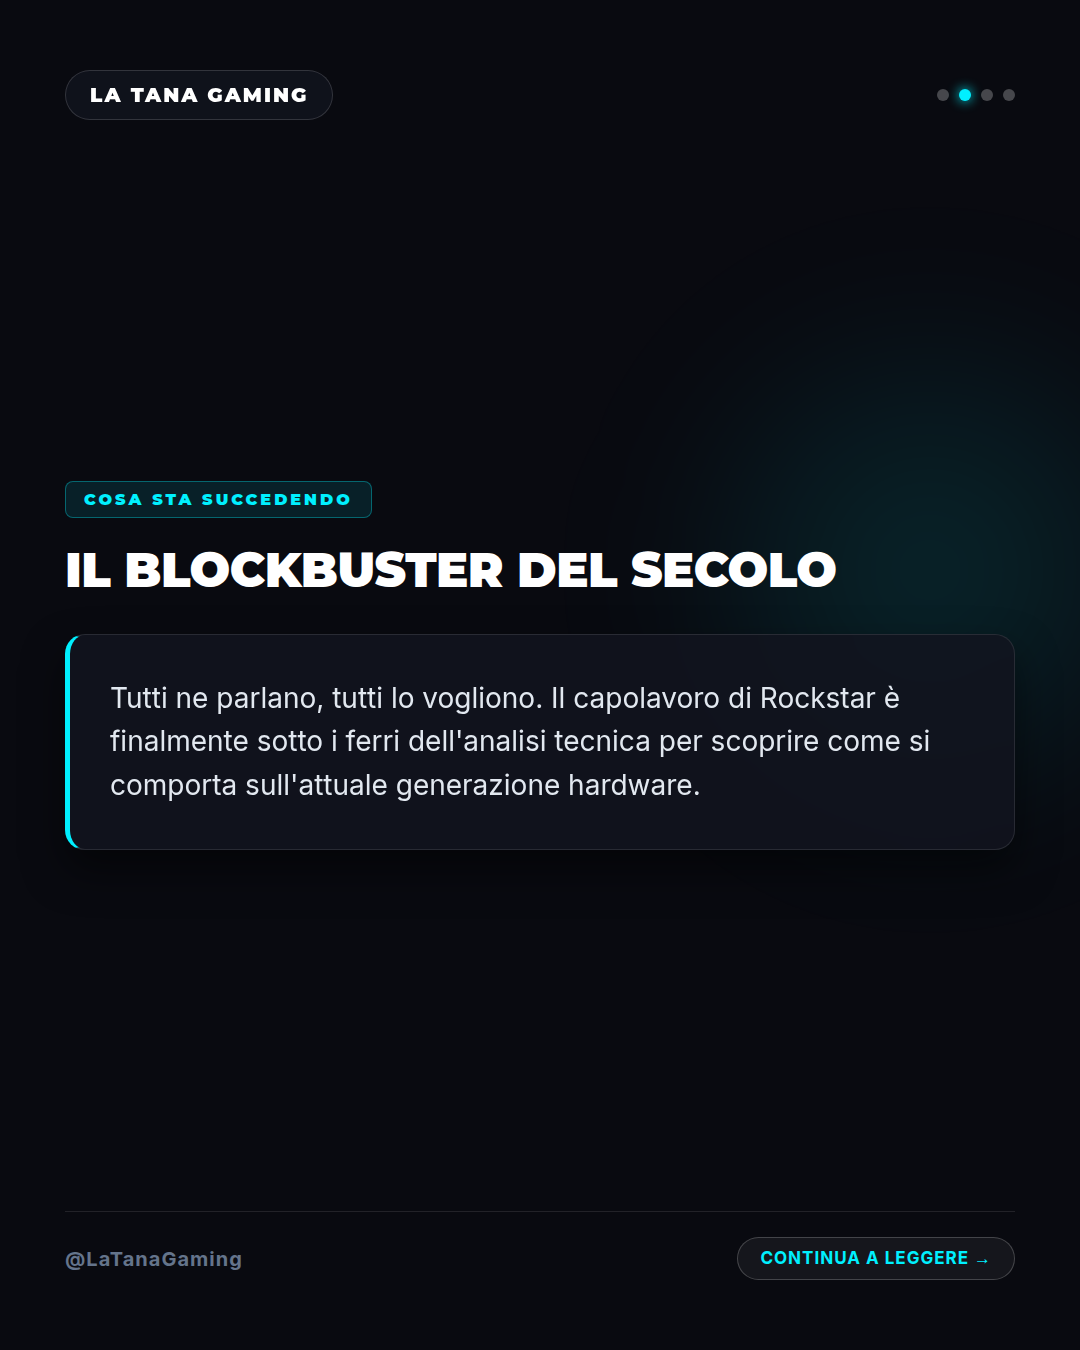 LA TANA GAMING
COSA STA SUCCEDENDO
IL BLOCKBUSTER DEL SECOLO
Tutti ne parlano, tutti lo vogliono. Il capolavoro di Rockstar è
finalmente sotto i ferri dell'analisi tecnica per scoprire come si
comporta sull'attuale generazione hardware.
@LaTanaGaming
CONTINUA A LEGGERE →